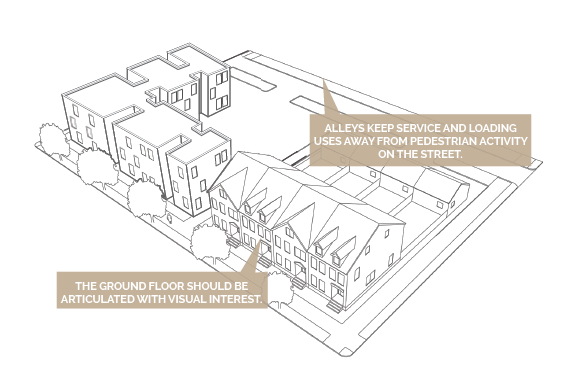 ALLEYS KEEP SERVICE AND LOADING
USES AWAY FROM PEDESTRIAN ACTIVITY
ON THE STREET.
THE GROUND FLOOR SHOULD BE
ARTICULATED WITH VISUAL INTEREST.